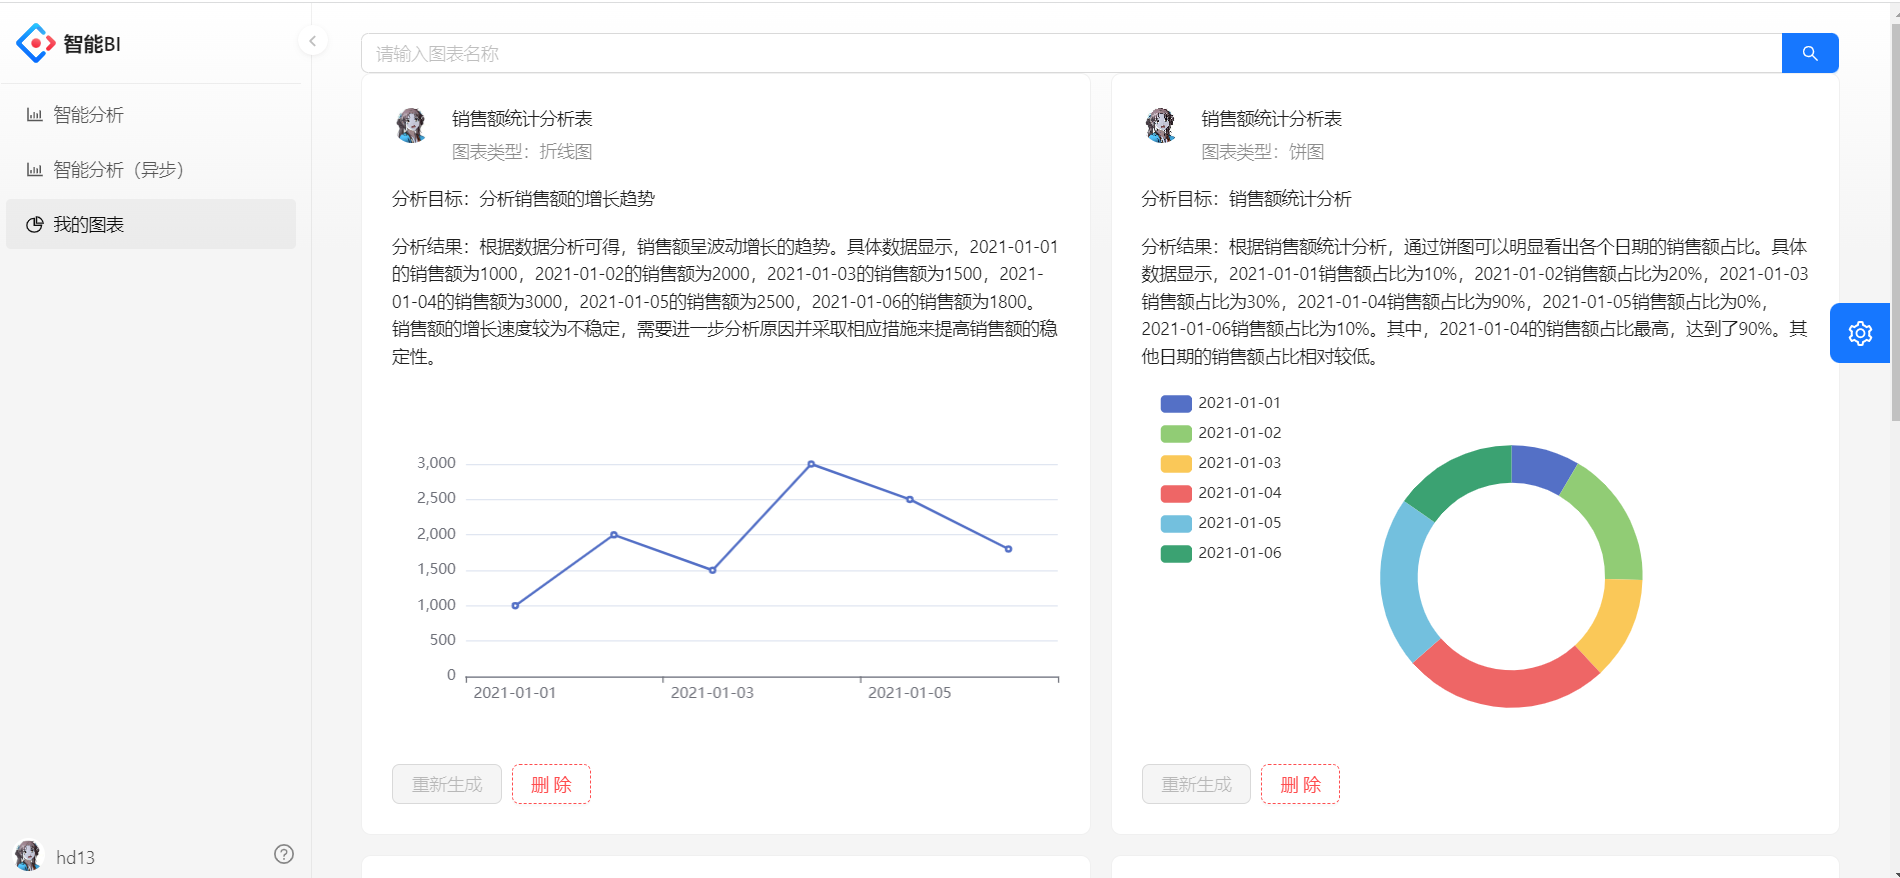 智能BI
智能分析
智能分析（异步）
我的图表
hd13
请输入图表名称
销售额统计分析表
图表类型：折线图
分析目标：分析销售额的增长趋势
分析结果：根据数据分析可得，销售额呈波动增长的趋势。具体数据显示，2021-01-01
的销售额为1000，2021-01-02的销售额为2000，2021-01-03的销售额为1500，2021-
01-04的销售额为3000，2021-01-05的销售额为2500，2021-01-06的销售额为1800。
销售额的增长速度较为不稳定，需要进一步分析原因并采取相应措施来提高销售额的稳
定性。
3,000
2,500
2,000
1,500
1,000
500
0
2021-01-01 2021-01-03 2021-01-05
重新生成 删 除
销售额统计分析表
图表类型：饼图
分析目标：销售额统计分析
分析结果：根据销售额统计分析，通过饼图可以明显看出各个日期的销售额占比。具体
数据显示，2021-01-01销售额占比为10%，2021-01-02销售额占比为20%，2021-01-03
销售额占比为30%，2021-01-04销售额占比为90%，2021-01-05销售额占比为0%，
2021-01-06销售额占比为10%。其中，2021-01-04的销售额占比最高，达到了90%。其
他日期的销售额占比相对较低。
2021-01-01
2021-01-02
2021-01-03
2021-01-04
2021-01-05
2021-01-06
重新生成 删 除